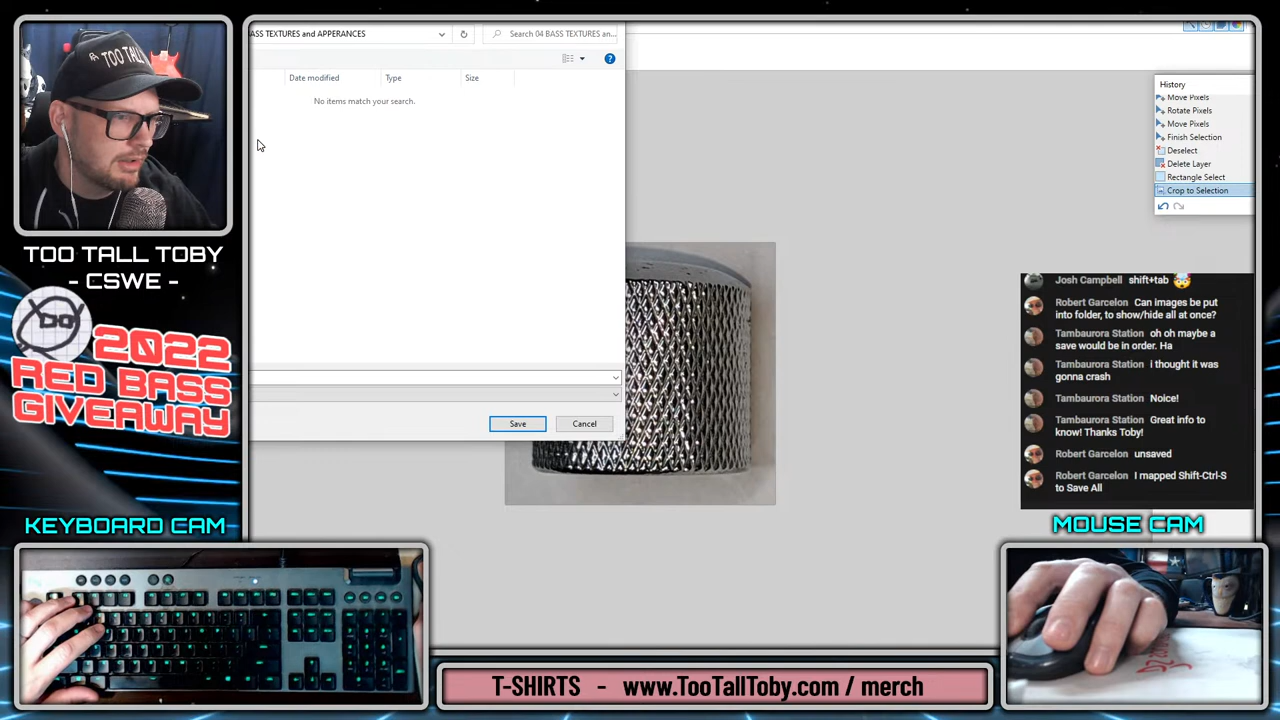 TOO TALL
TOO TALL TOBY
- CSWE -
2022
RED BASS
GIVEAWAY
KEYBOARD CAM
BASS TEXTURES and APPERANCES
Search 04 BASS TEXTURES an...
Date modified
Type
Size
No items match your search.
Save
Cancel
History
Move Pixels
Rotate Pixels
Move Pixels
Finish Selection
Deselect
Delete Layer
Rectangle Select
Crop to Selection
Josh Campbell shift+tab
Robert Garcelon Can images be put
into folder, to show/hide all at once?
Tambaurora Station oh oh maybe a
save would be in order. Ha
Tambaurora Station i thought it was
gonna crash
Tambaurora Station Noice!
Tambaurora Station Great info to
know! Thanks Toby!
Robert Garcelon unsaved
Robert Garcelon I mapped Shift-Ctrl-S
to Save All
MOUSE CAM
T-SHIRTS - www.TooTallToby.com / merch